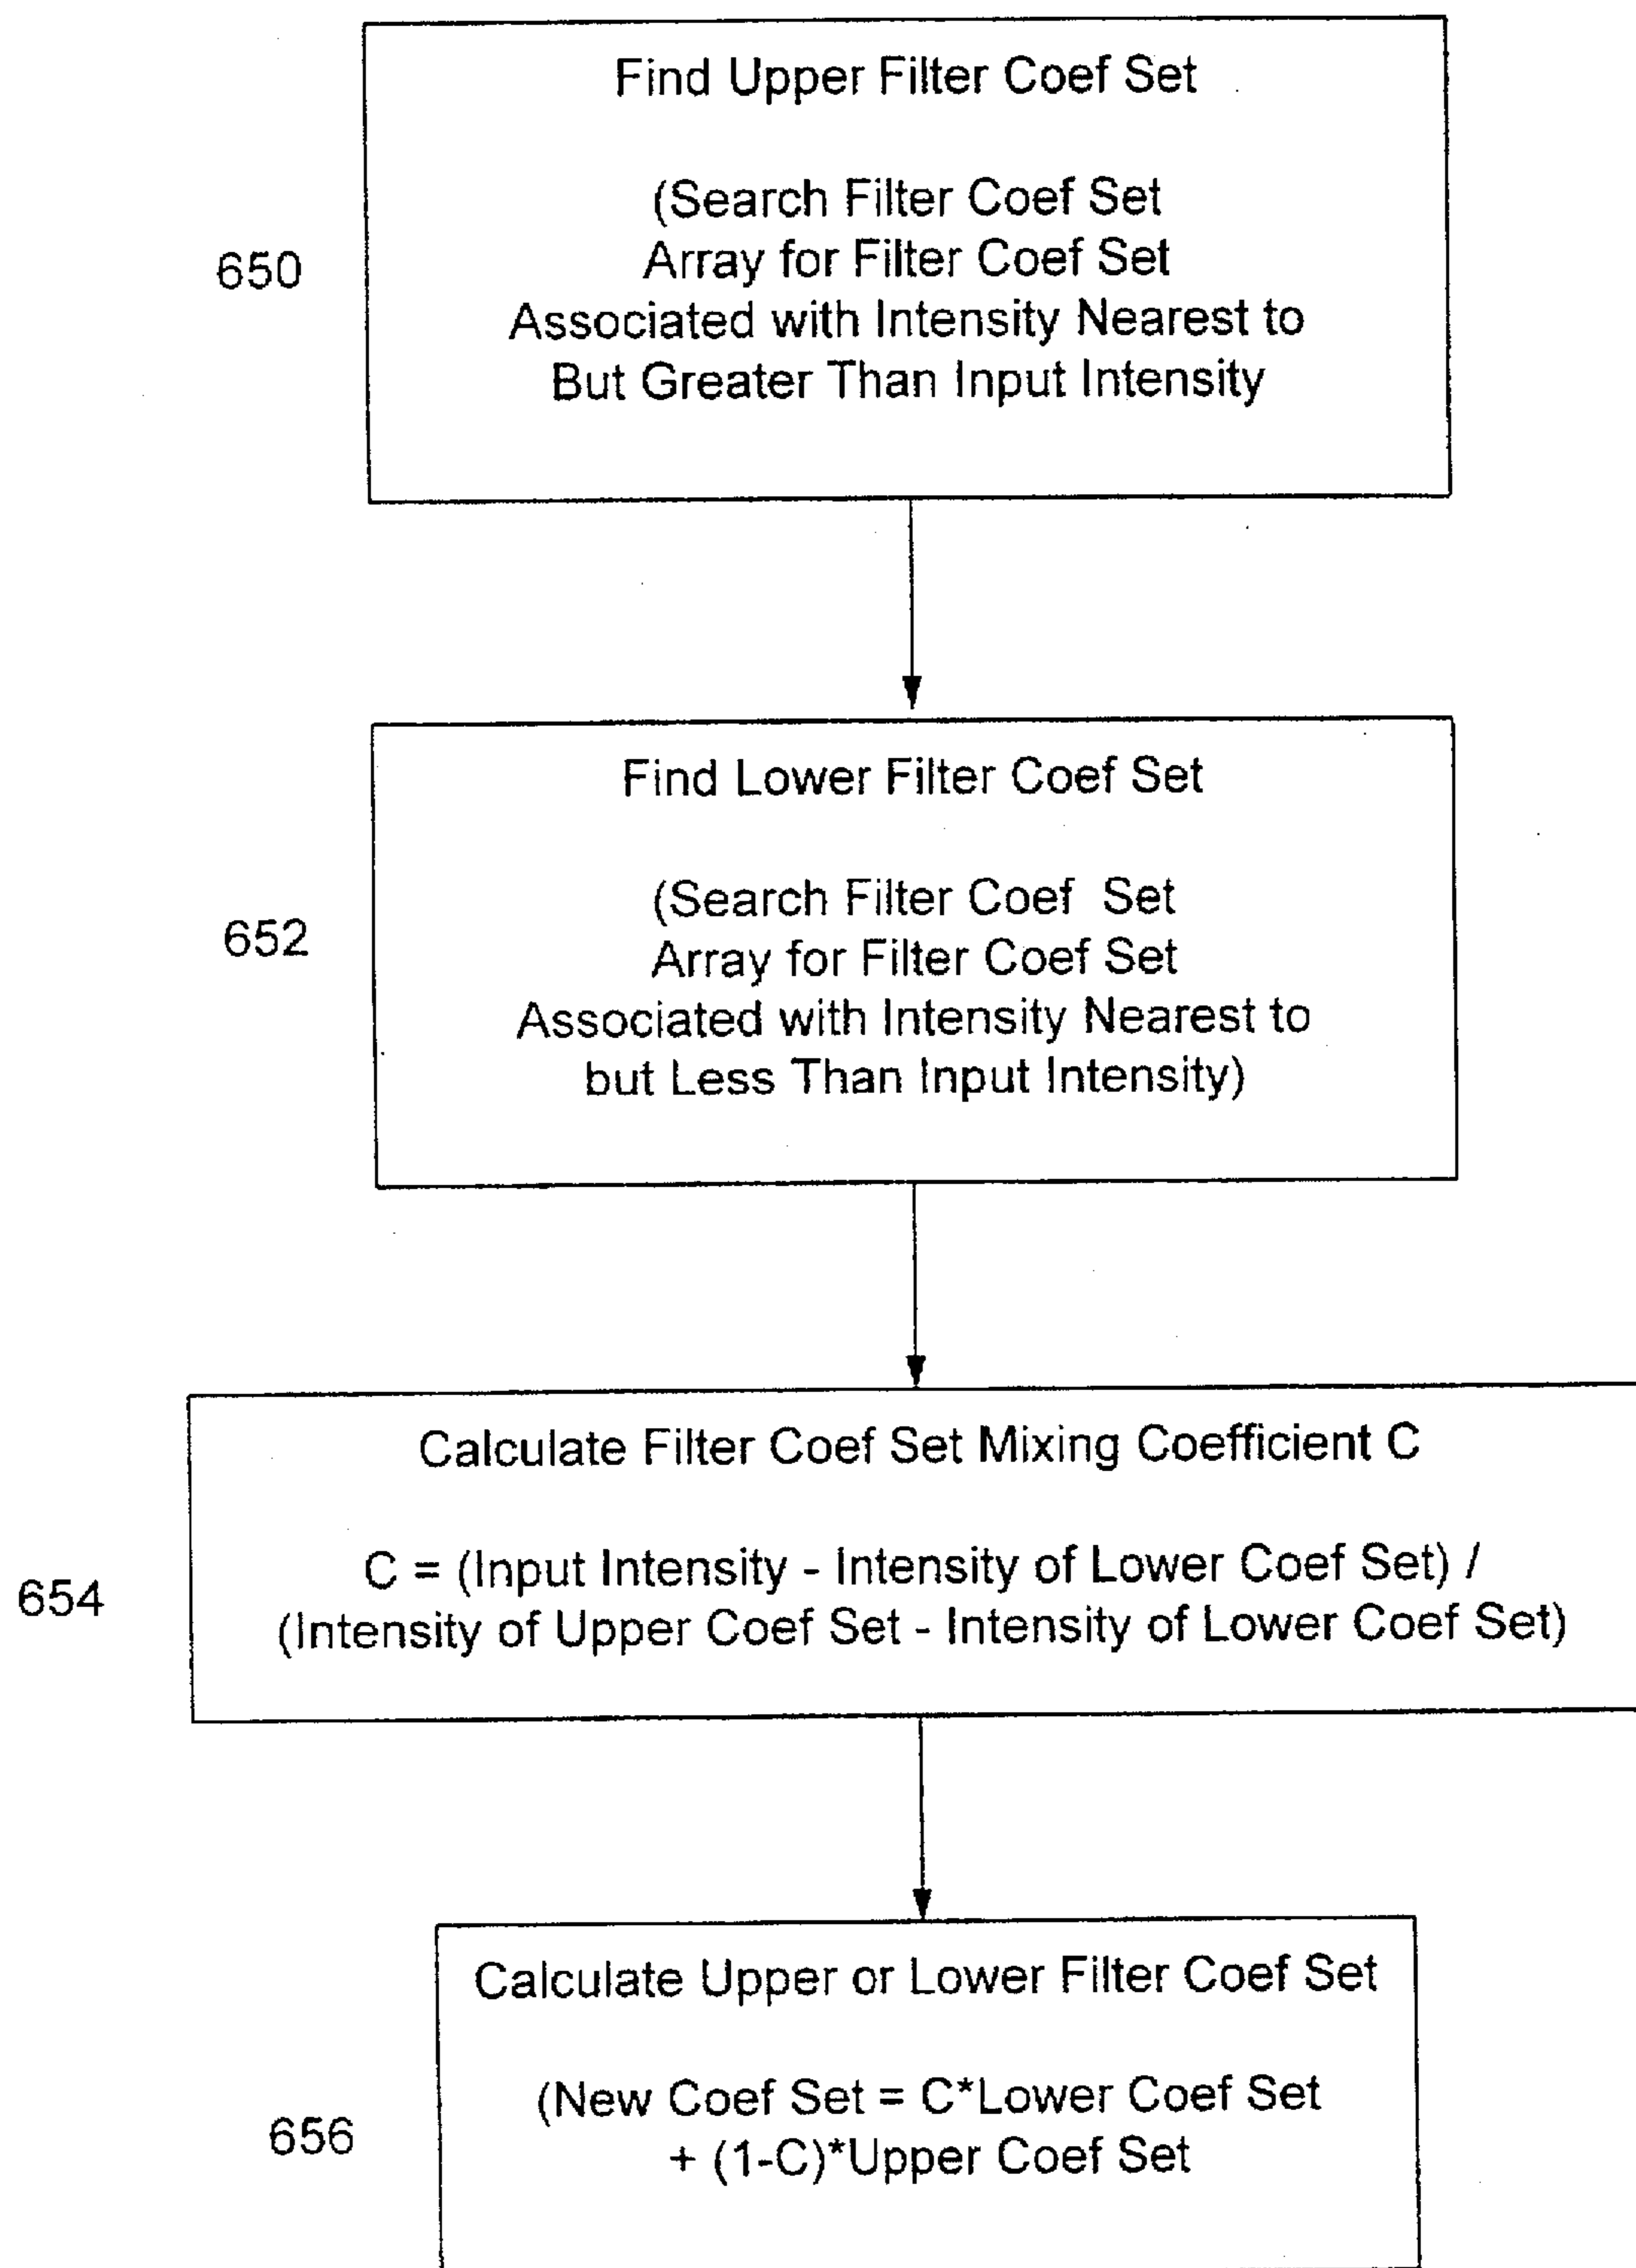 Find Upper Filter Coef Set
(Search Filter Coef Set
Array for Filter Coef Set
650
Associated with Intensity Nearest to
But Greater Than Input Intensity
Find Lower Filter Coef Set
(Search Filter Coef Set
652
Array for Filter Coef Set
Associated with Intensity Nearest to
but Less Than Input Intensity)
Calculate Filter Coef Set Mixing Coefficient C
C = (Input Intensity - Intensity of Lower Coef Set) /
654
(Intensity of Upper Coef Set - Intensity of Lower Coef Set)
Calculate Upper or Lower Filter Coef Set
(New Coef Set = C*Lower Coef Set
656
+ (1-C)*Upper Coef Set